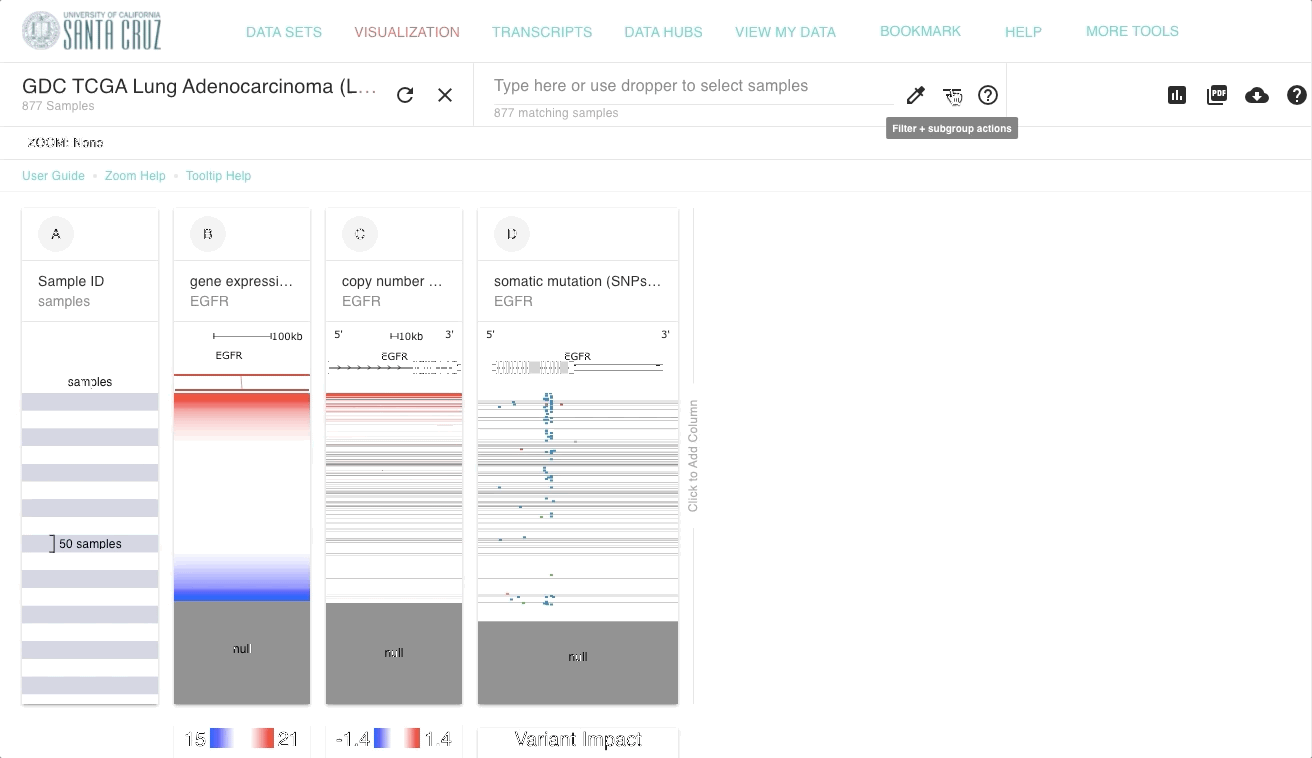 UNIVERSITY OF CALIFORNIA
SANTA CRUZ
DATA SETS VISUALIZATION TRANSCRIPTS DATA HUBS VIEW MY DATA BOOKMARK HELP MORE TOOLS
GDC TCGA Lung Adenocarcinoma (L...
877 Samples
Type here or use dropper to select samples
877 matching samples
PDF
Filter + subgroup actions
ZOOM: None
User Guide • Zoom Help • Tooltip Help
A B C D
Sample ID gene expressi... copy number ... somatic mutation (SNPs...
samples EGFR EGFR EGFR
100kb 5' 10kb 3' 5' 3'
EGFR EGFR EGFR
samples
Click to Add Column
50 samples
null null null
15 21 -1.4 1.4 Variant Impact